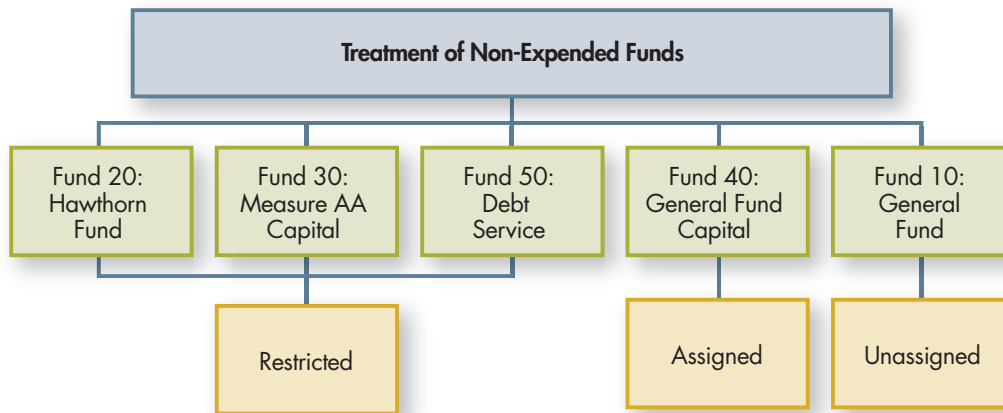 Treatment of Non-Expended Funds
Fund 20:
Hawthorn
Fund
Fund 30:
Measure AA
Capital
Fund 50:
Debt
Service
Fund 40:
General Fund
Capital
Fund 10:
General
Fund
Restricted
Assigned
Unassigned